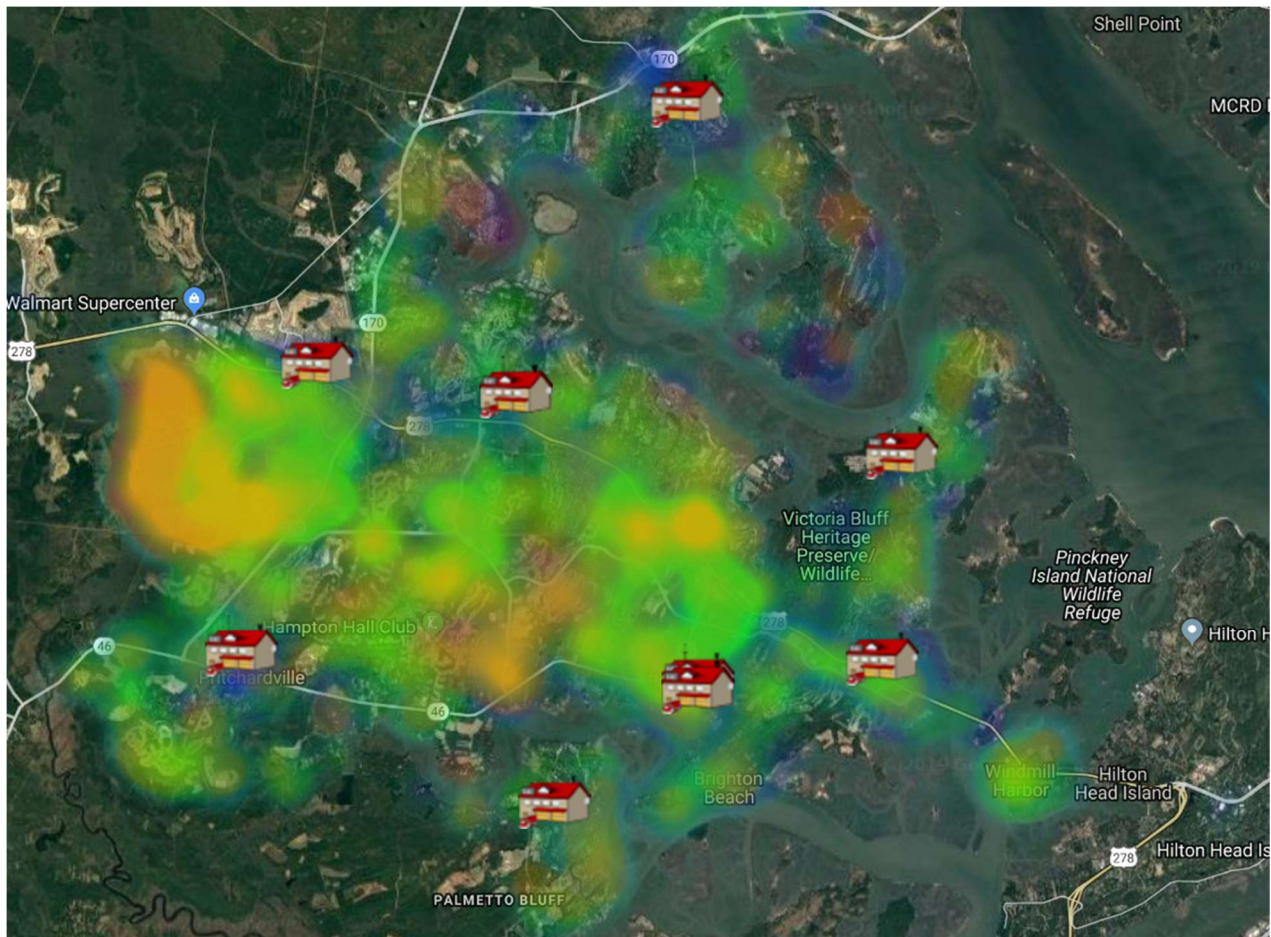 Shell Point
170
MCRD
Walmart Supercenter
278
170
278
Victoria Bluff
Heritage
Preserve/
Wildlife...
Pinckney
Island National
Wildlife
Refuge
Hampton Hall Club
278
Hilton H
46
Pritchardville
46
Windmill
Harbor
Hilton
Head Island
Brighton
Beach
278
Hilton Head Is
PALMETTO BLUFF